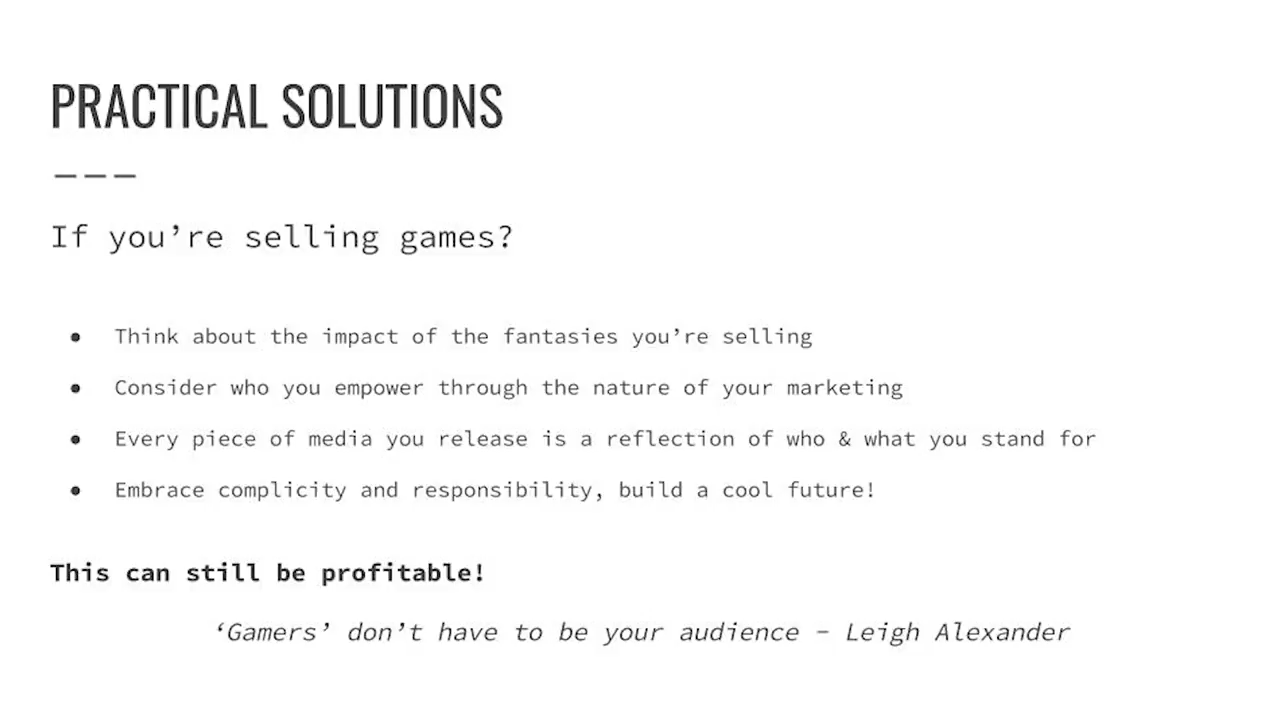 PRACTICAL SOLUTIONS
———
If you’re selling games?
● Think about the impact of the fantasies you’re selling
● Consider who you empower through the nature of your marketing
● Every piece of media you release is a reflection of who & what you stand for
● Embrace complicity and responsibility, build a cool future!
This can still be profitable!
‘Gamers’ don’t have to be your audience – Leigh Alexander